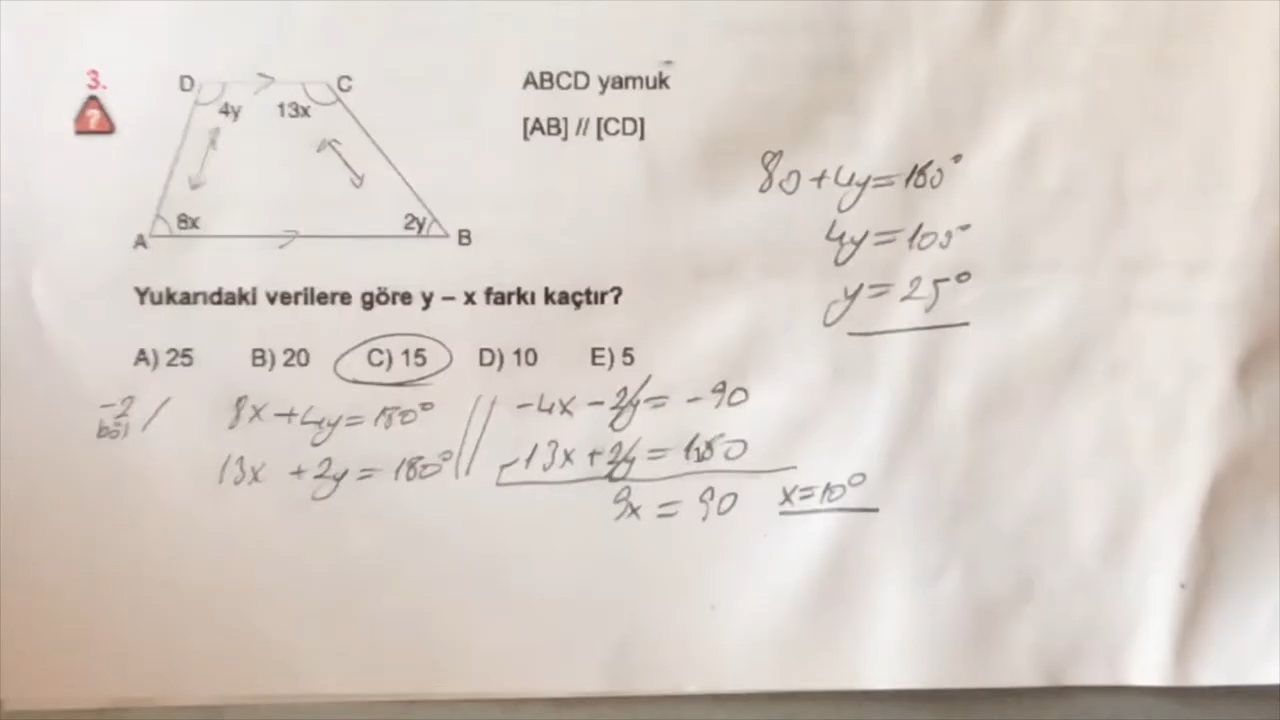 3.
?
D C
4y 13x
8x 2y
A B
ABCD yamuk
[AB] // [CD]
80+4y=180°
4y=100°
y=25°
Yukarıdaki verilere göre y – x farkı kaçtır?
A) 25 B) 20 C) 15 D) 10 E) 5
-2 / böl
8x+4y=180°
13x +2y=180°
-4x-2y=-90
13x+2y=180
9x=90 x=10°